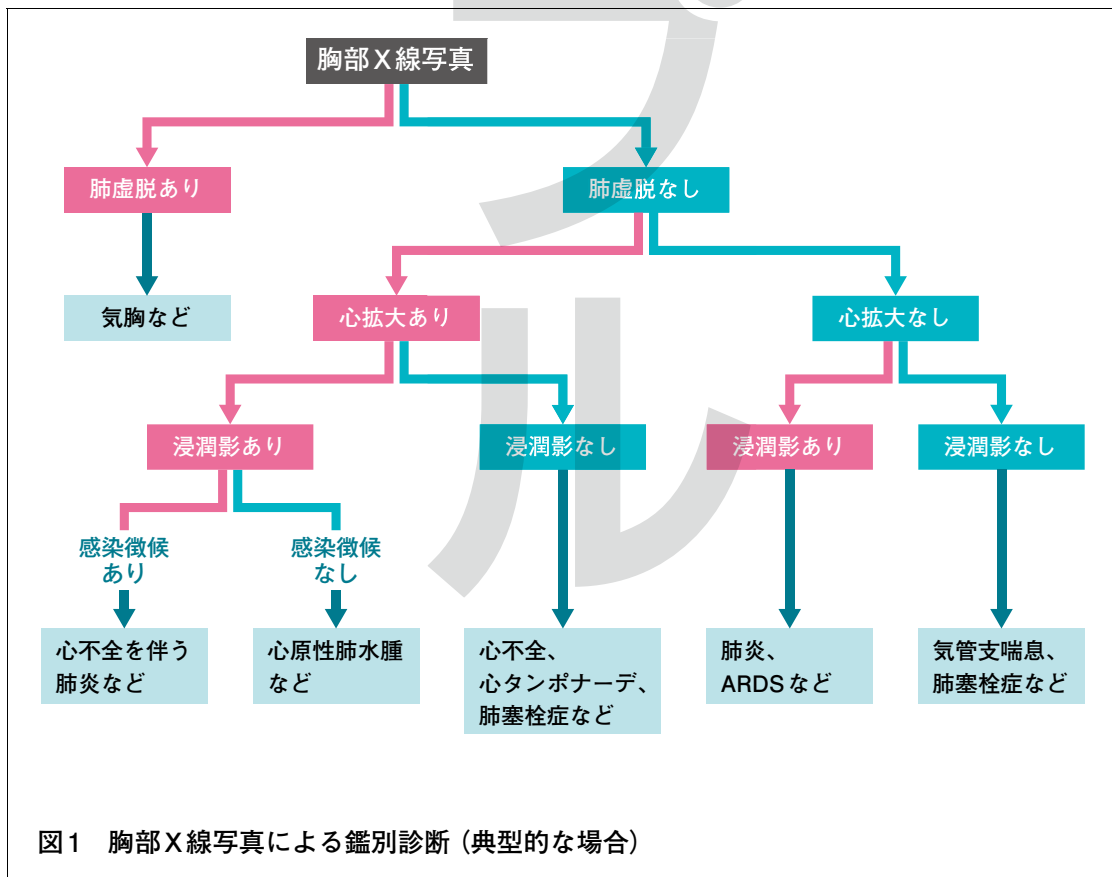 胸部X線写真
肺虚脱あり
肺虚脱なし
気胸など
心拡大あり
心拡大なし
浸潤影あり
浸潤影なし
浸潤影あり
浸潤影なし
感染徴候
あり
感染徴候
なし
心不全を伴う
肺炎など
心原性肺水腫
など
心不全、
心タンポナーデ、
肺塞栓症など
肺炎、
ARDSなど
気管支喘息、
肺塞栓症など
プ
ル
図1 胸部X線写真による鑑別診断（典型的な場合）